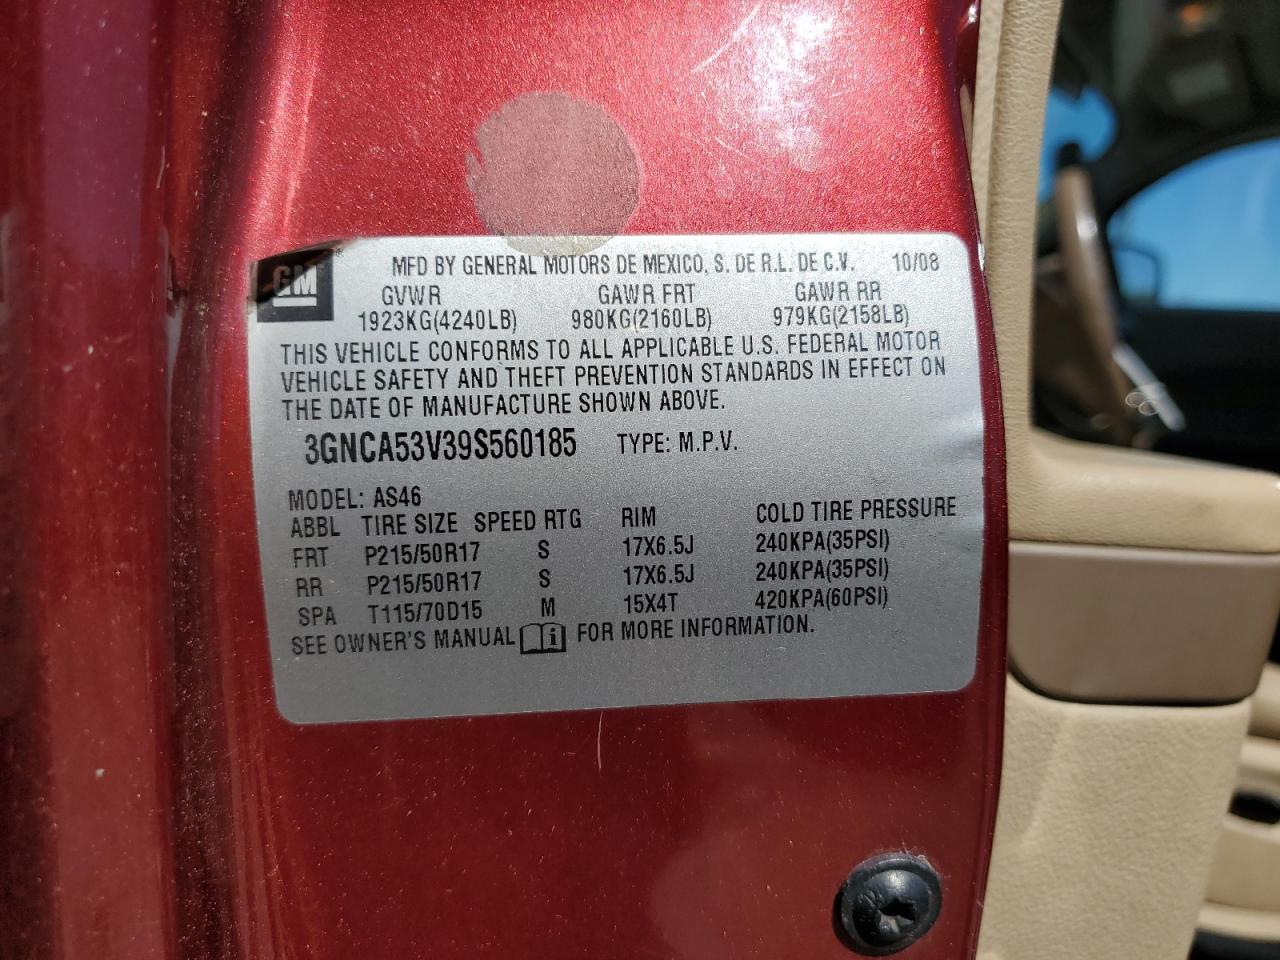 GM
MFD BY GENERAL MOTORS DE MEXICO, S. DE R.L. DE C.V. 10/08
GVWR GAWR FRT GAWR RR
1923KG(4240LB) 980KG(2160LB) 979KG(2158LB)
THIS VEHICLE CONFORMS TO ALL APPLICABLE U.S. FEDERAL MOTOR
VEHICLE SAFETY AND THEFT PREVENTION STANDARDS IN EFFECT ON
THE DATE OF MANUFACTURE SHOWN ABOVE.
3GNCA53V39S560185 TYPE: M.P.V.
MODEL: AS46
ABBL TIRE SIZE SPEED RTG RIM COLD TIRE PRESSURE
FRT P215/50R17 S 17X6.5J 240KPA(35PSI)
RR P215/50R17 S 17X6.5J 240KPA(35PSI)
SPA T115/70D15 M 15X4T 420KPA(60PSI)
SEE OWNER'S MANUAL i FOR MORE INFORMATION.